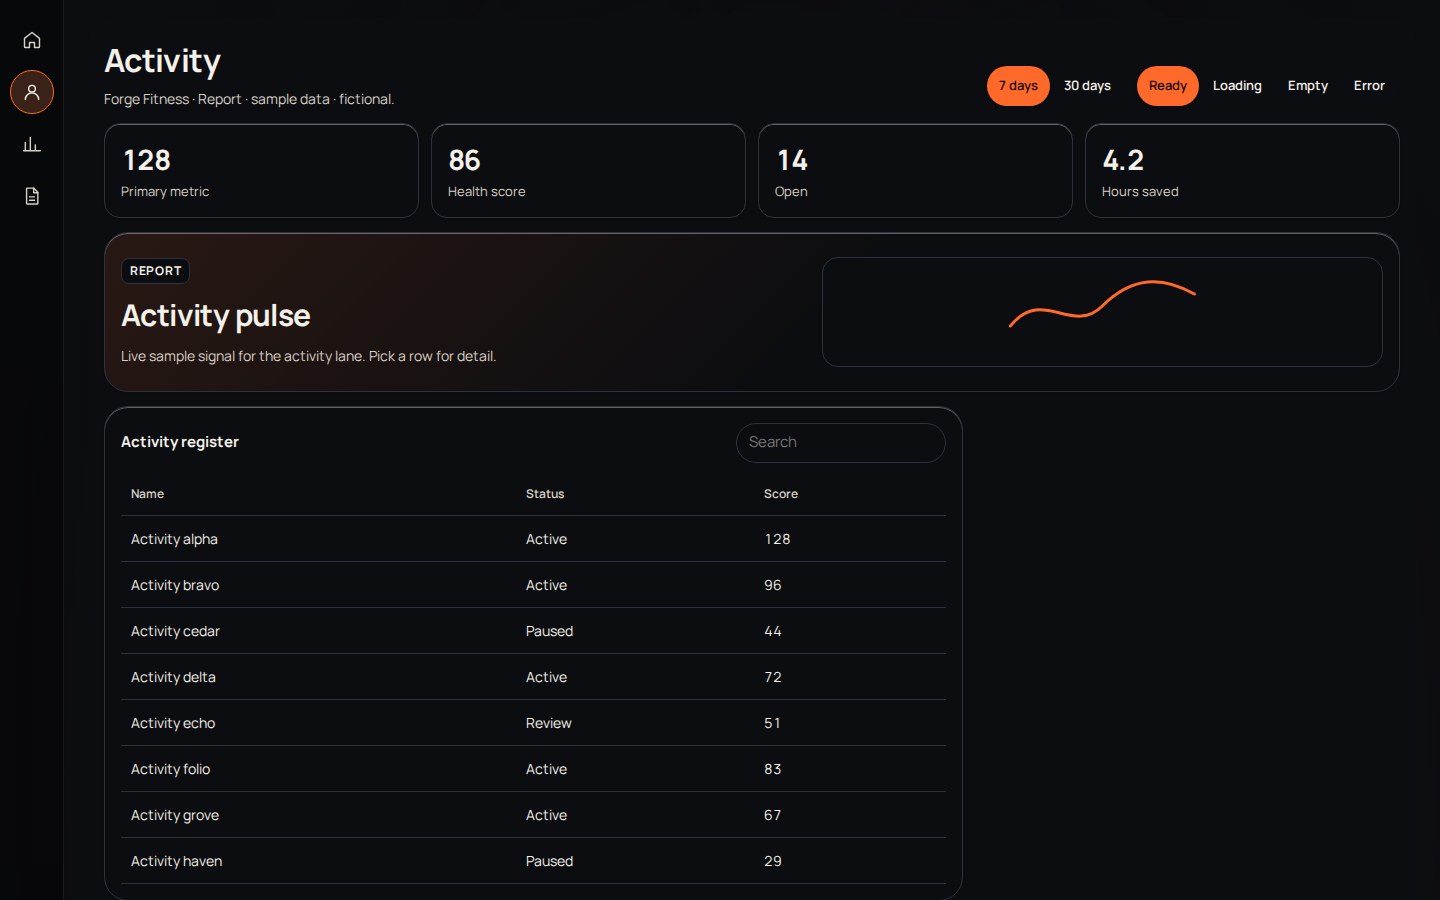 Activity
Forge Fitness · Report · sample data · fictional.
7 days
30 days
Ready
Loading
Empty
Error
128
Primary metric
86
Health score
14
Open
4.2
Hours saved
REPORT
Activity pulse
Live sample signal for the activity lane. Pick a row for detail.
Activity register
Search
Name Status Score
Activity alpha Active 128
Activity bravo Active 96
Activity cedar Paused 44
Activity delta Active 72
Activity echo Review 51
Activity folio Active 83
Activity grove Active 67
Activity haven Paused 29